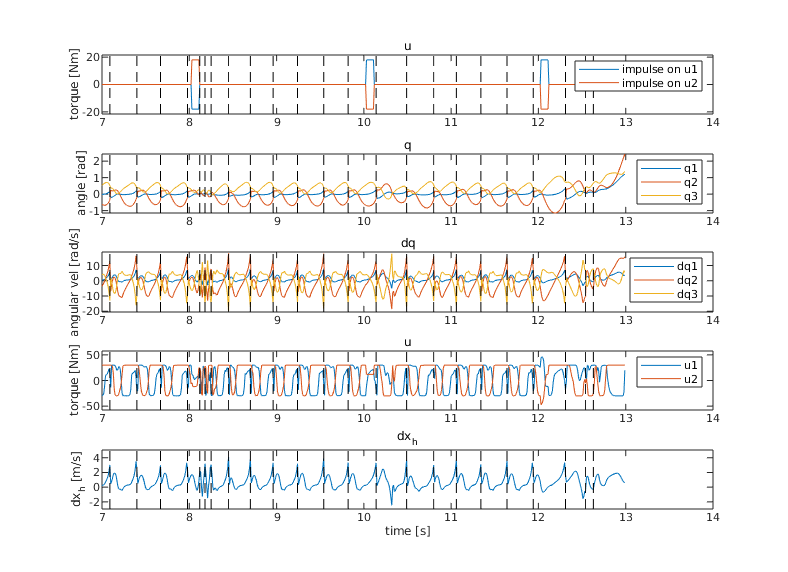 u
torque [Nm]
20
0
-20
impulse on u1
impulse on u2
7 8 9 10 11 12 13 14
q
angle [rad]
2
1
0
-1
q1
q2
q3
7 8 9 10 11 12 13 14
dq
angular vel [rad/s]
10
0
-10
-20
dq1
dq2
dq3
7 8 9 10 11 12 13 14
u
torque [Nm]
50
0
-50
u1
u2
7 8 9 10 11 12 13 14
dx_h
dx_h [m/s]
4
2
0
-2
7 8 9 10 11 12 13 14
time [s]